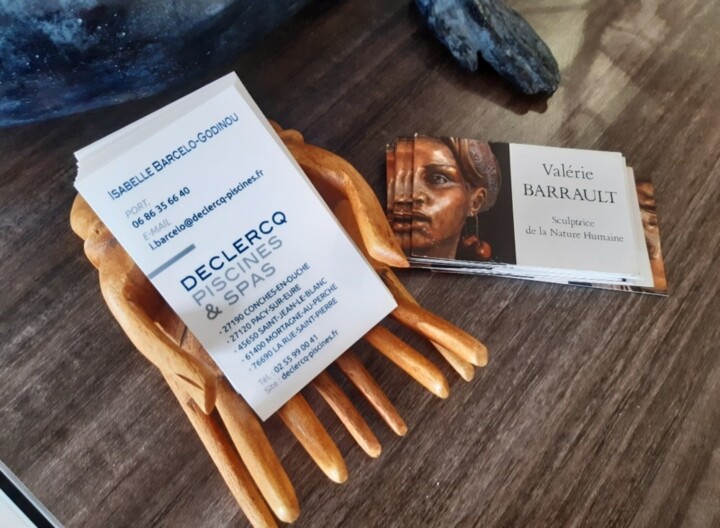 ISABELLE BARCELO-GODINOU
PORT.
06 86 35 66 40
E-MAIL
i.barcelo@declercq-piscines.fr
DECLERCQ
PISCINES
& SPAS
• 27190 CONCHES-EN-OUCHE
• 27120 PACY-SUR-EURE
• 45650 SAINT-JEAN-LE-BLANC
• 61400 MORTAGNE-AU-PERCHE
• 76690 LA RUE-SAINT-PIERRE
Tél. : 02 55 99 00 41
Site : declercq-piscines.fr
Valérie
BARRAULT
Sculptrice
de la Nature Humaine